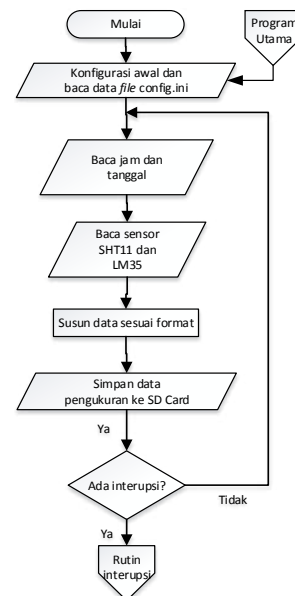 Mulai
Program
Utama
Konfigurasi awal dan
baca data file config.ini
Baca jam dan
tanggal
Baca sensor
SHT11 dan
LM35
Susun data sesuai format
Simpan data
pengukuran ke SD Card
Ya
Ada interupsi?
Tidak
Ya
Rutin
interupsi